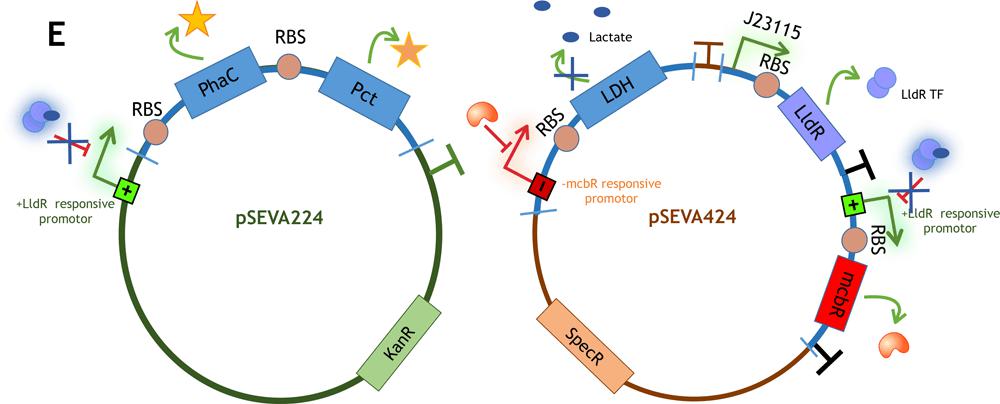 E
PhaC
RBS
Pct
RBS
+LldR responsive
promotor
pSEVA224
KanR
Lactate
J23115
RBS
LDH
LldR
LldR TF
RBS
-mcbR responsive
promotor
pSEVA424
+LldR responsive
promotor
RBS
mcbR
SpecR